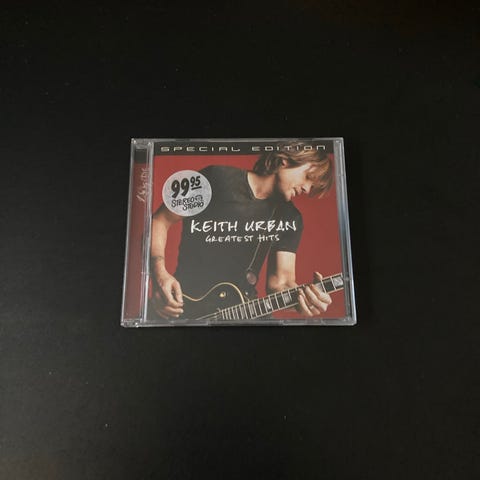 SPECIAL EDITION
99 95
STEREO STUDIO
KEITH URBAN
GREATEST HITS